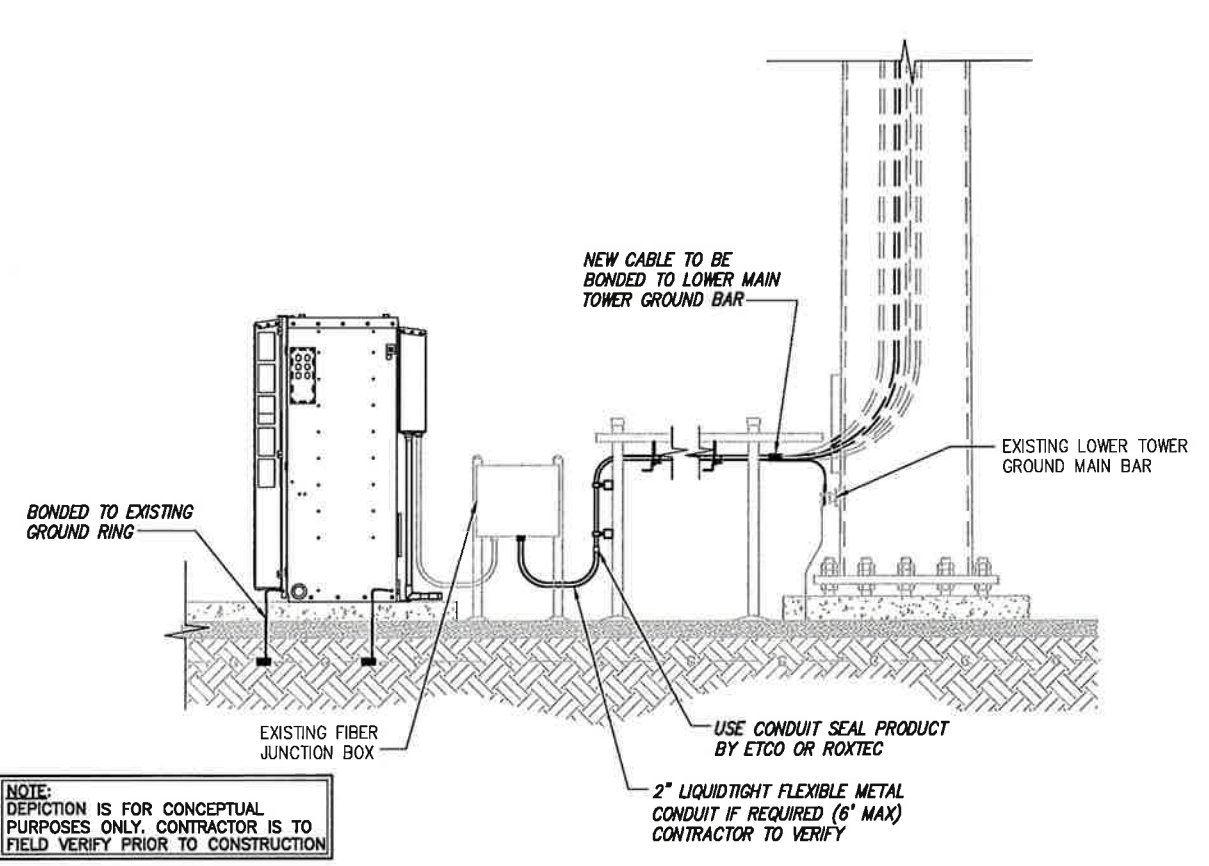 NEW CABLE TO BE
BONDED TO LOWER MAIN
TOWER GROUND BAR
EXISTING LOWER TOWER
GROUND MAIN BAR
BONDED TO EXISTING
GROUND RING
G
G
G
G
G
G
G
EXISTING FIBER
JUNCTION BOX
USE CONDUIT SEAL PRODUCT
BY ETCO OR ROXTEC
2" LIQUIDTIGHT FLEXIBLE METAL
CONDUIT IF REQUIRED (6' MAX)
CONTRACTOR TO VERIFY
NOTE:
DEPICTION IS FOR CONCEPTUAL
PURPOSES ONLY. CONTRACTOR IS TO
FIELD VERIFY PRIOR TO CONSTRUCTION